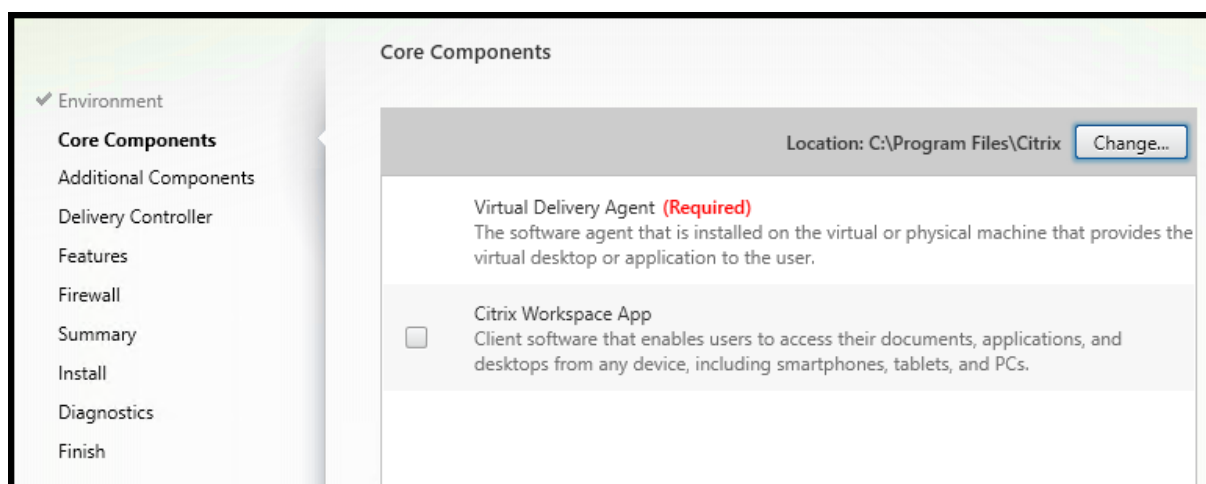 Core Components
Environment
Core Components
Additional Components
Delivery Controller
Features
Firewall
Summary
Install
Diagnostics
Finish
Location: C:\Program Files\Citrix Change...
Virtual Delivery Agent (Required)
The software agent that is installed on the virtual or physical machine that provides the
virtual desktop or application to the user.
Citrix Workspace App
Client software that enables users to access their documents, applications, and
desktops from any device, including smartphones, tablets, and PCs.